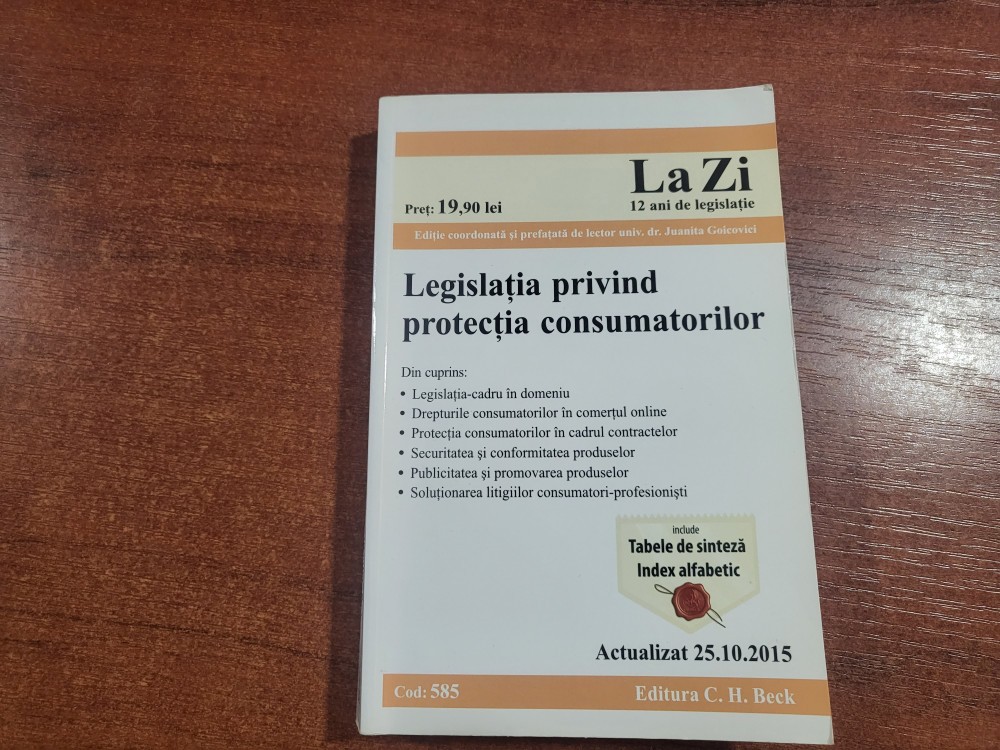 La Zi
Preț: 19,90 lei
12 ani de legislație
Ediție coordonată și prefațată de lector univ. dr. Juanita Goicovici
Legislația privind
protecția consumatorilor
Din cuprins:
• Legislația-cadru în domeniu
• Drepturile consumatorilor în comerțul online
• Protecția consumatorilor în cadrul contractelor
• Securitatea și conformitatea produselor
• Publicitatea și promovarea produselor
• Soluționarea litigiilor consumatori-profesioniști
include
Tabele de sinteză
Index alfabetic
Actualizat 25.10.2015
Cod: 585
Editura C. H. Beck